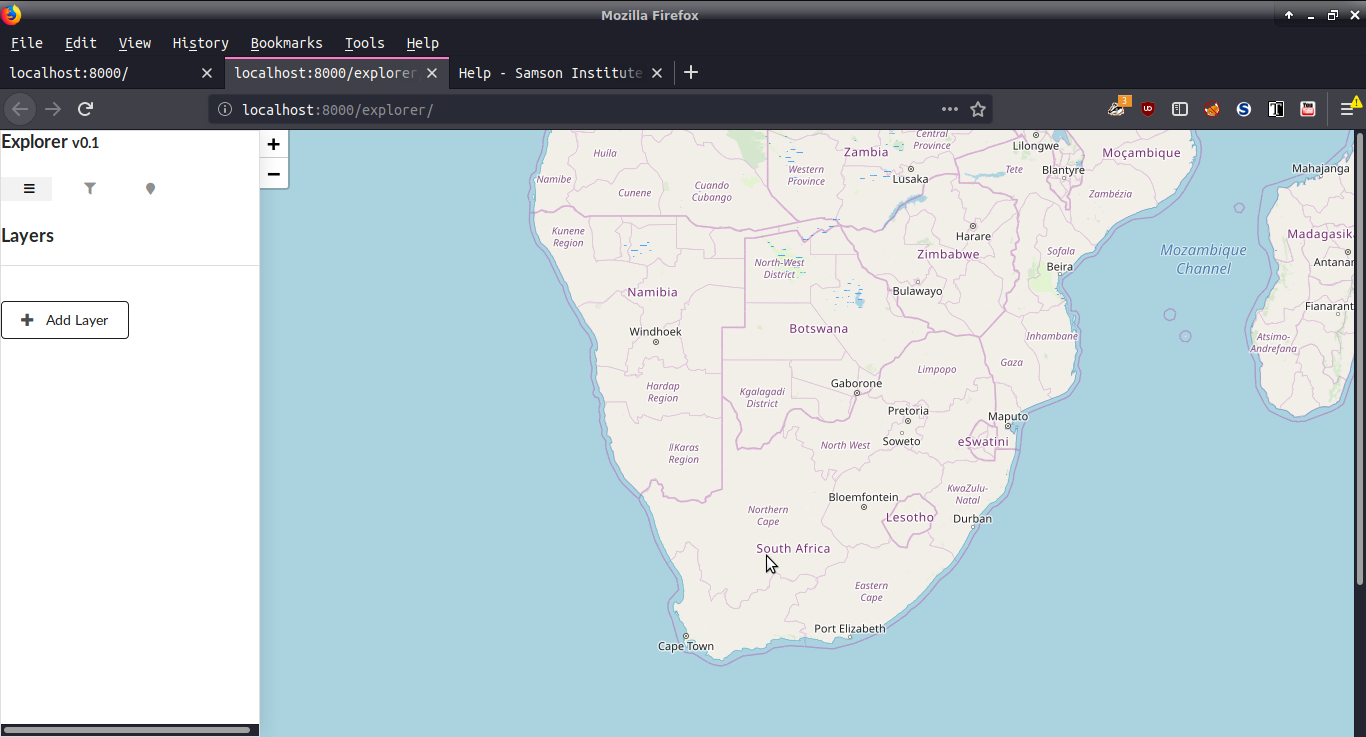 Mozilla Firefox
File Edit View History Bookmarks Tools Help
localhost:8000/
localhost:8000/explorer
Help - Samson Institute
localhost:8000/explorer/
3
Explorer v0.1
Layers
Add Layer
+
−
Huíla
Namibe
Cunene
Cuando
Cubango
Western
Province
Zambia
Central
Province
Lusaka
Lilongwe
Tete
Blantyre
Moçambique
Zambézia
Mahajanga
Kunene
Region
Harare
Zimbabwe
Sofala
Beira
Mozambique
Channel
Madagasika
Antanan
North-West
District
Namibia
Bulawayo
Fianarant
Windhoek
Botswana
Inhambane
Atsimo-
Andrefana
Limpopo
Gaza
Hardap
Region
Kgalagadi
District
Gaborone
Pretoria
Maputo
Soweto
eSwatini
North West
ǁKaras
Region
KwaZulu-
Natal
Bloemfontein
Northern
Cape
Lesotho
Durban
South Africa
Eastern
Cape
Port Elizabeth
Cape Town